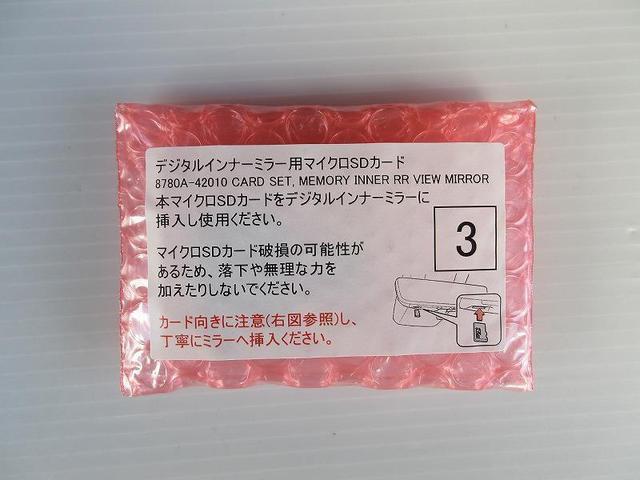 デジタルインナーミラー用マイクロSDカード
8780A-42010 CARD SET, MEMORY INNER RR VIEW MIRROR
本マイクロSDカードをデジタルインナーミラーに
挿入し使用ください。
3
マイクロSDカード破損の可能性が
あるため、落下や無理な力を
加えたりしないでください。
カード向きに注意(右図参照)し、
丁寧にミラーへ挿入ください。